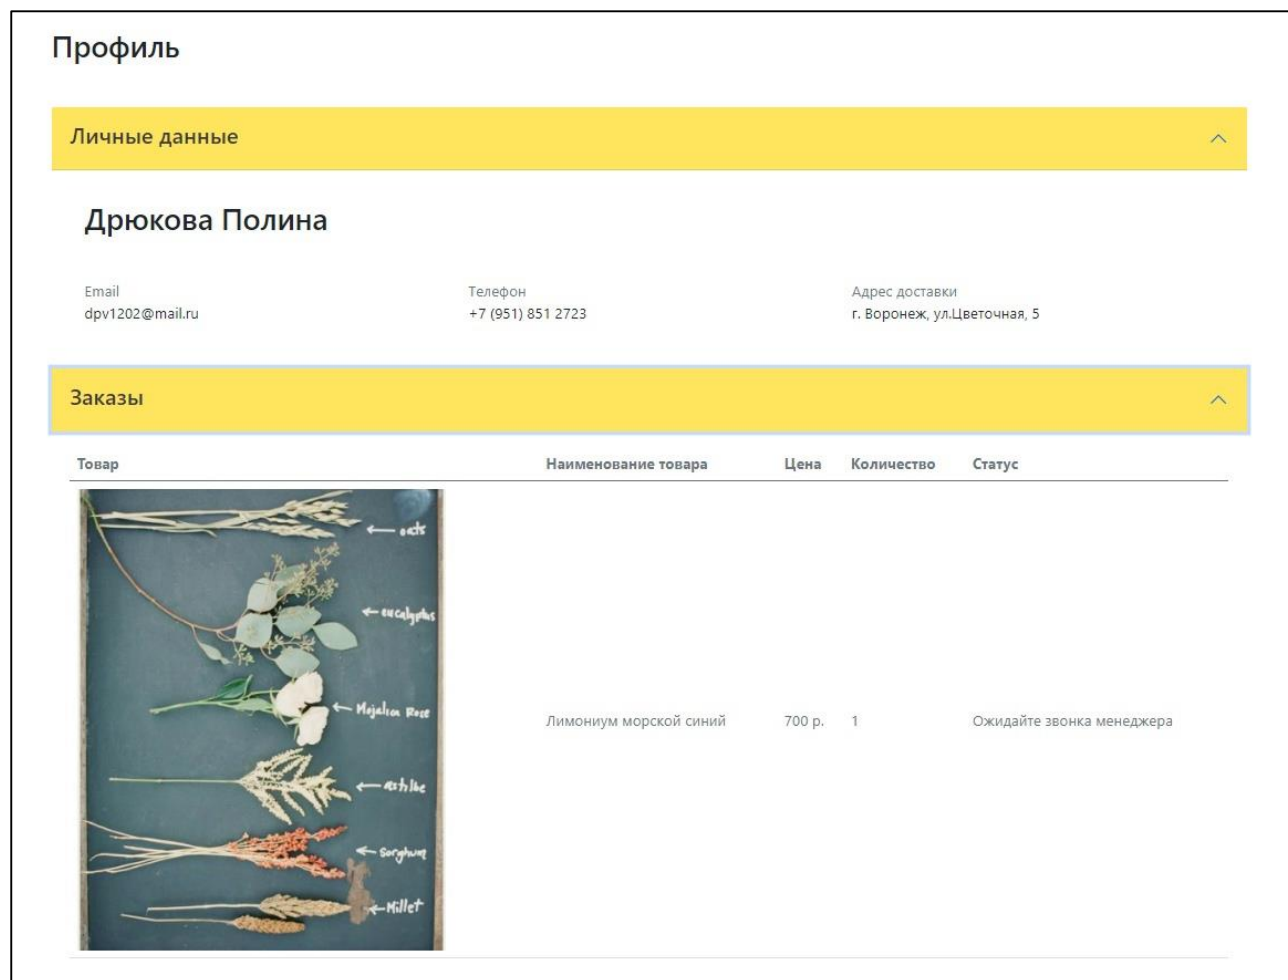 Профиль
Личные данные
Дрюкова Полина
Email Телефон Адрес доставки
dpv1202@mail.ru +7 (951) 851 2723 г. Воронеж, ул.Цветочная, 5
Заказы
Товар Наименование товара Цена Количество Статус
← oats
← eucalyptus
← Mojalica Rose
Лимониум морской синий 700 р. 1 Ожидайте звонка менеджера
← astilbe
← Sorghum
← Millet